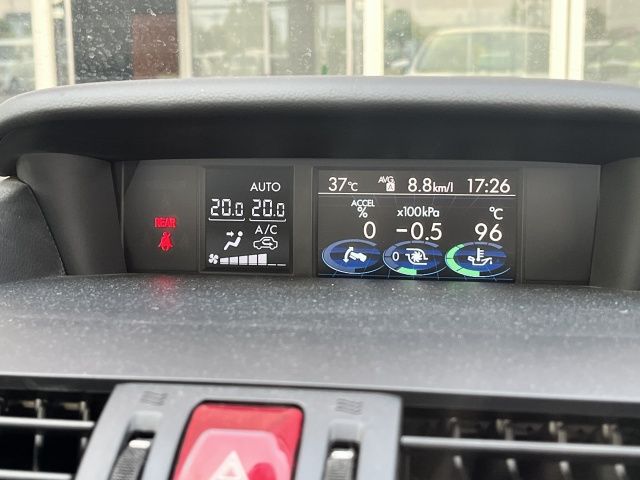 REAR
AUTO
20.0 20.0
A/C
37℃ AVG A 8.8km/l 17:26
ACCEL % x100kPa ℃
0 -0.5 96
0